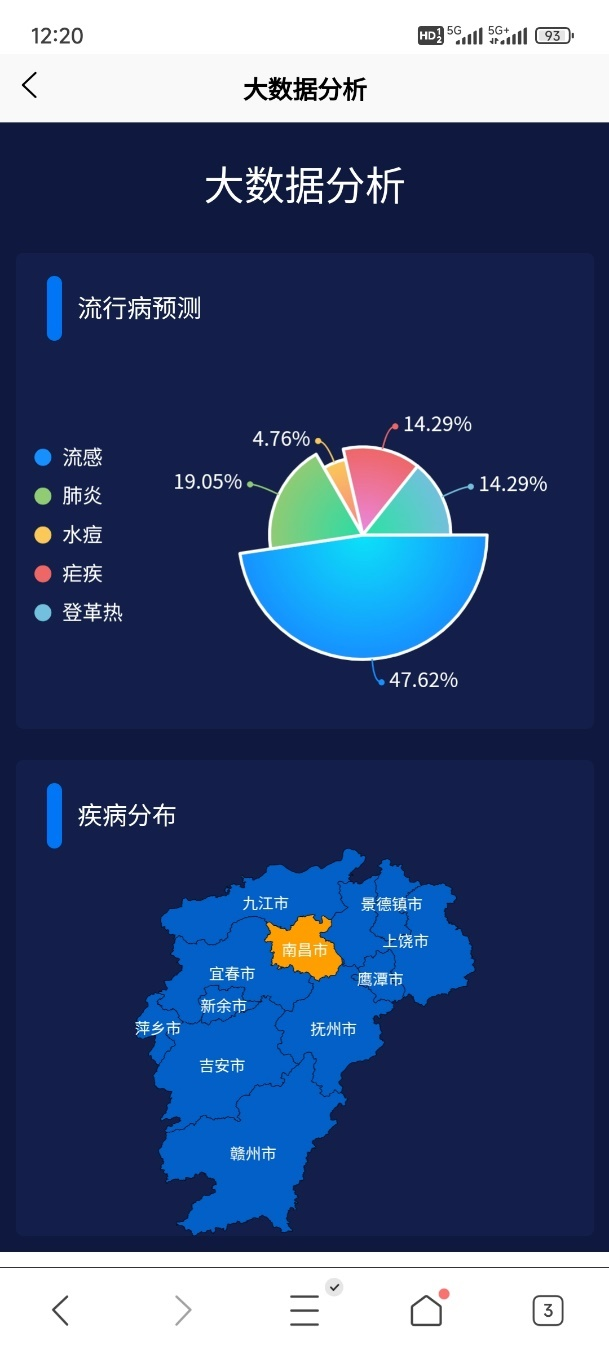 12:20
HD 1 2 5G 5G+ 93
大数据分析
大数据分析
流行病预测
14.29%
4.76%
19.05%
14.29%
流感
肺炎
水痘
疟疾
登革热
47.62%
疾病分布
九江市
景德镇市
南昌市
上饶市
宜春市
鹰潭市
新余市
萍乡市
抚州市
吉安市
赣州市
3